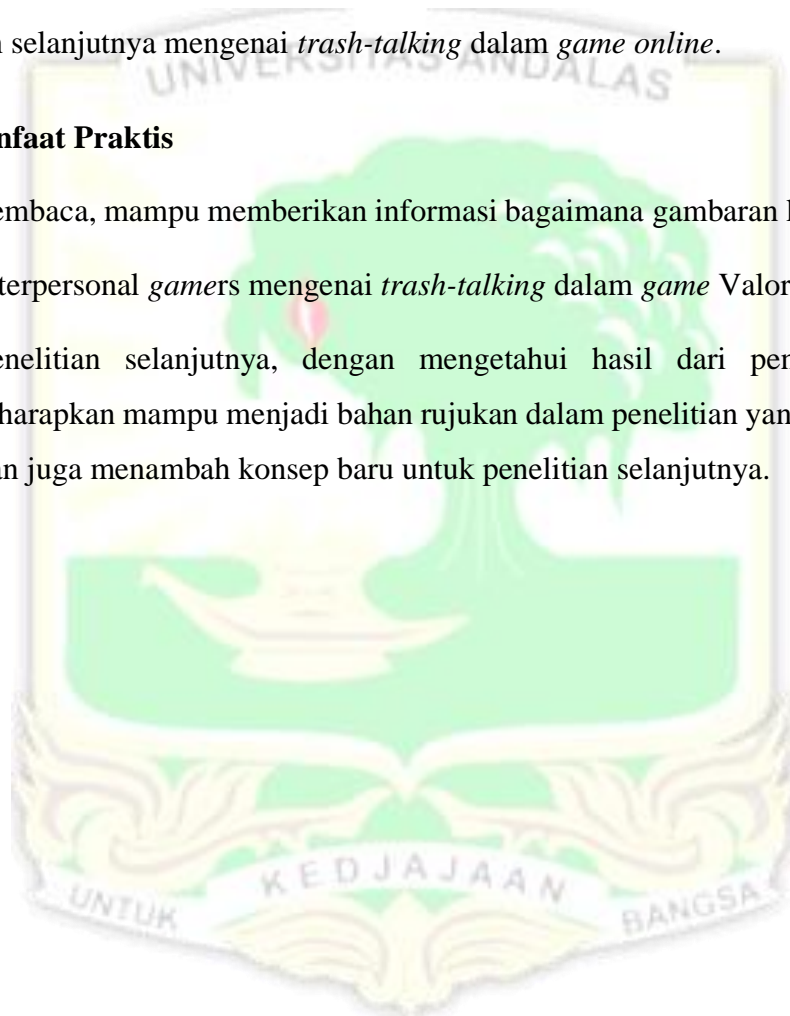 selanjutnya mengenai trash-talking dalam game online.
UNIVERSITAS ANDALAS
nfaat Praktis
embaca, mampu memberikan informasi bagaimana gambaran
terpersonal gamers mengenai trash-talking dalam game Valor
enelitian selanjutnya, dengan mengetahui hasil dari pen
harapkan mampu menjadi bahan rujukan dalam penelitian yan
an juga menambah konsep baru untuk penelitian selanjutnya.
UNTUK KEDJAJAAN BANGSA